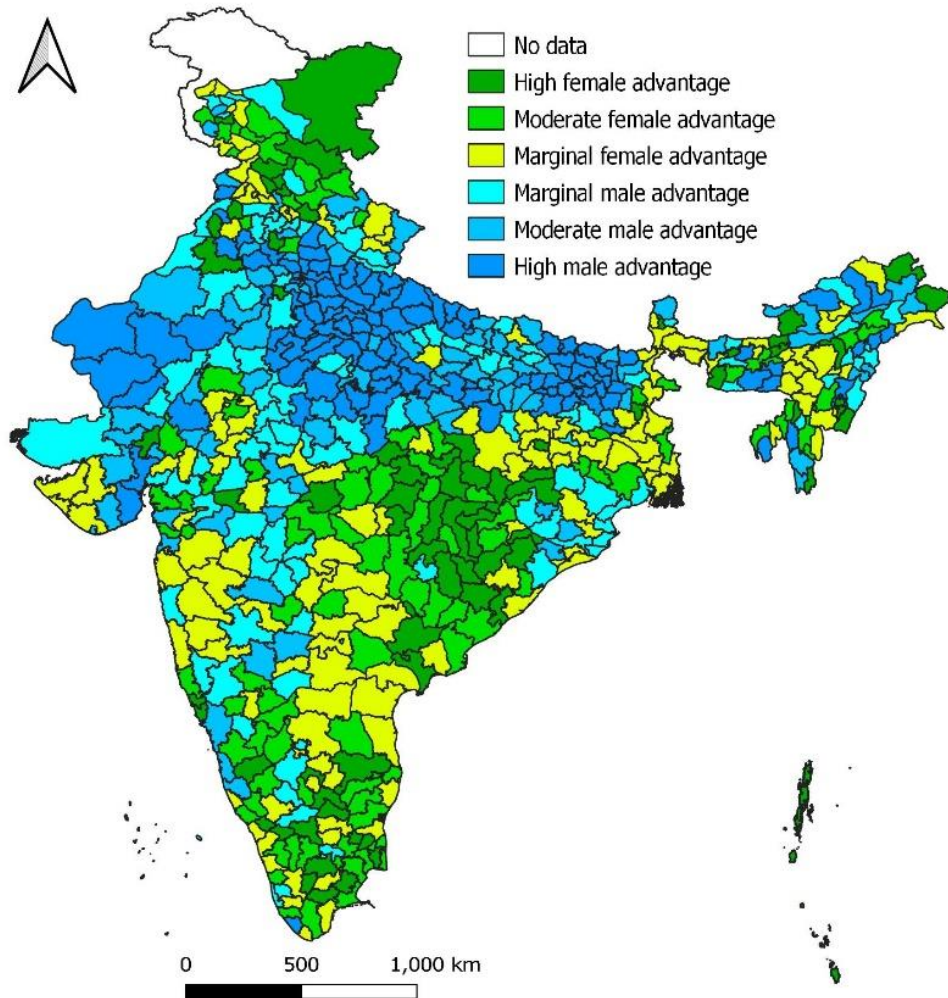 No data
High female advantage
Moderate female advantage
Marginal female advantage
Marginal male advantage
Moderate male advantage
High male advantage
0 500 1,000 km